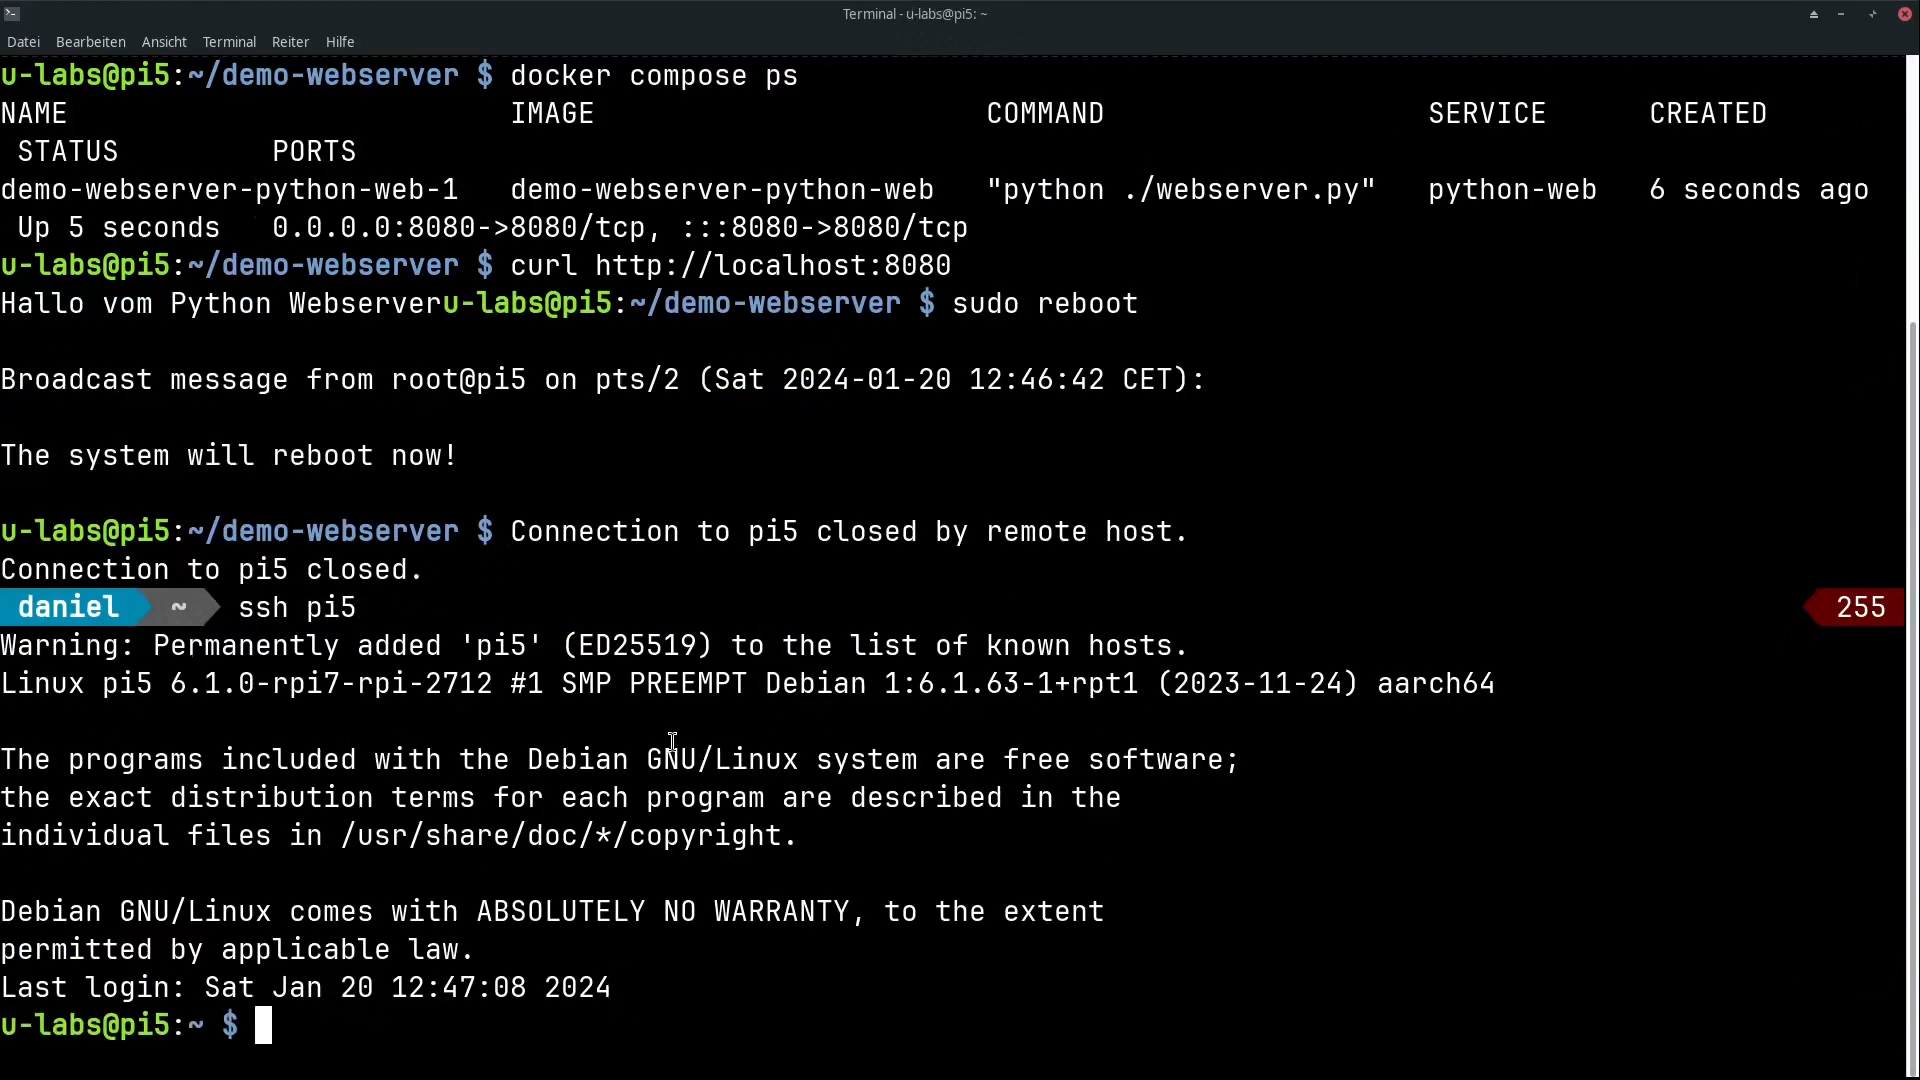 Terminal - u-labs@pi5: ~
Datei Bearbeiten Ansicht Terminal Reiter Hilfe
u-labs@pi5:~/demo-webserver $ docker compose ps
NAME IMAGE COMMAND SERVICE CREATED
STATUS PORTS
demo-webserver-python-web-1 demo-webserver-python-web "python ./webserver.py" python-web 6 seconds ago
Up 5 seconds 0.0.0.0:8080->8080/tcp, :::8080->8080/tcp
u-labs@pi5:~/demo-webserver $ curl http://localhost:8080
Hallo vom Python Webserveru-labs@pi5:~/demo-webserver $ sudo reboot
Broadcast message from root@pi5 on pts/2 (Sat 2024-01-20 12:46:42 CET):
The system will reboot now!
u-labs@pi5:~/demo-webserver $ Connection to pi5 closed by remote host.
Connection to pi5 closed.
daniel ~ ssh pi5 255
Warning: Permanently added 'pi5' (ED25519) to the list of known hosts.
Linux pi5 6.1.0-rpi7-rpi-2712 #1 SMP PREEMPT Debian 1:6.1.63-1+rpt1 (2023-11-24) aarch64
The programs included with the Debian GNU/Linux system are free software;
the exact distribution terms for each program are described in the
individual files in /usr/share/doc/*/copyright.
Debian GNU/Linux comes with ABSOLUTELY NO WARRANTY, to the extent
permitted by applicable law.
Last login: Sat Jan 20 12:47:08 2024
u-labs@pi5:~ $